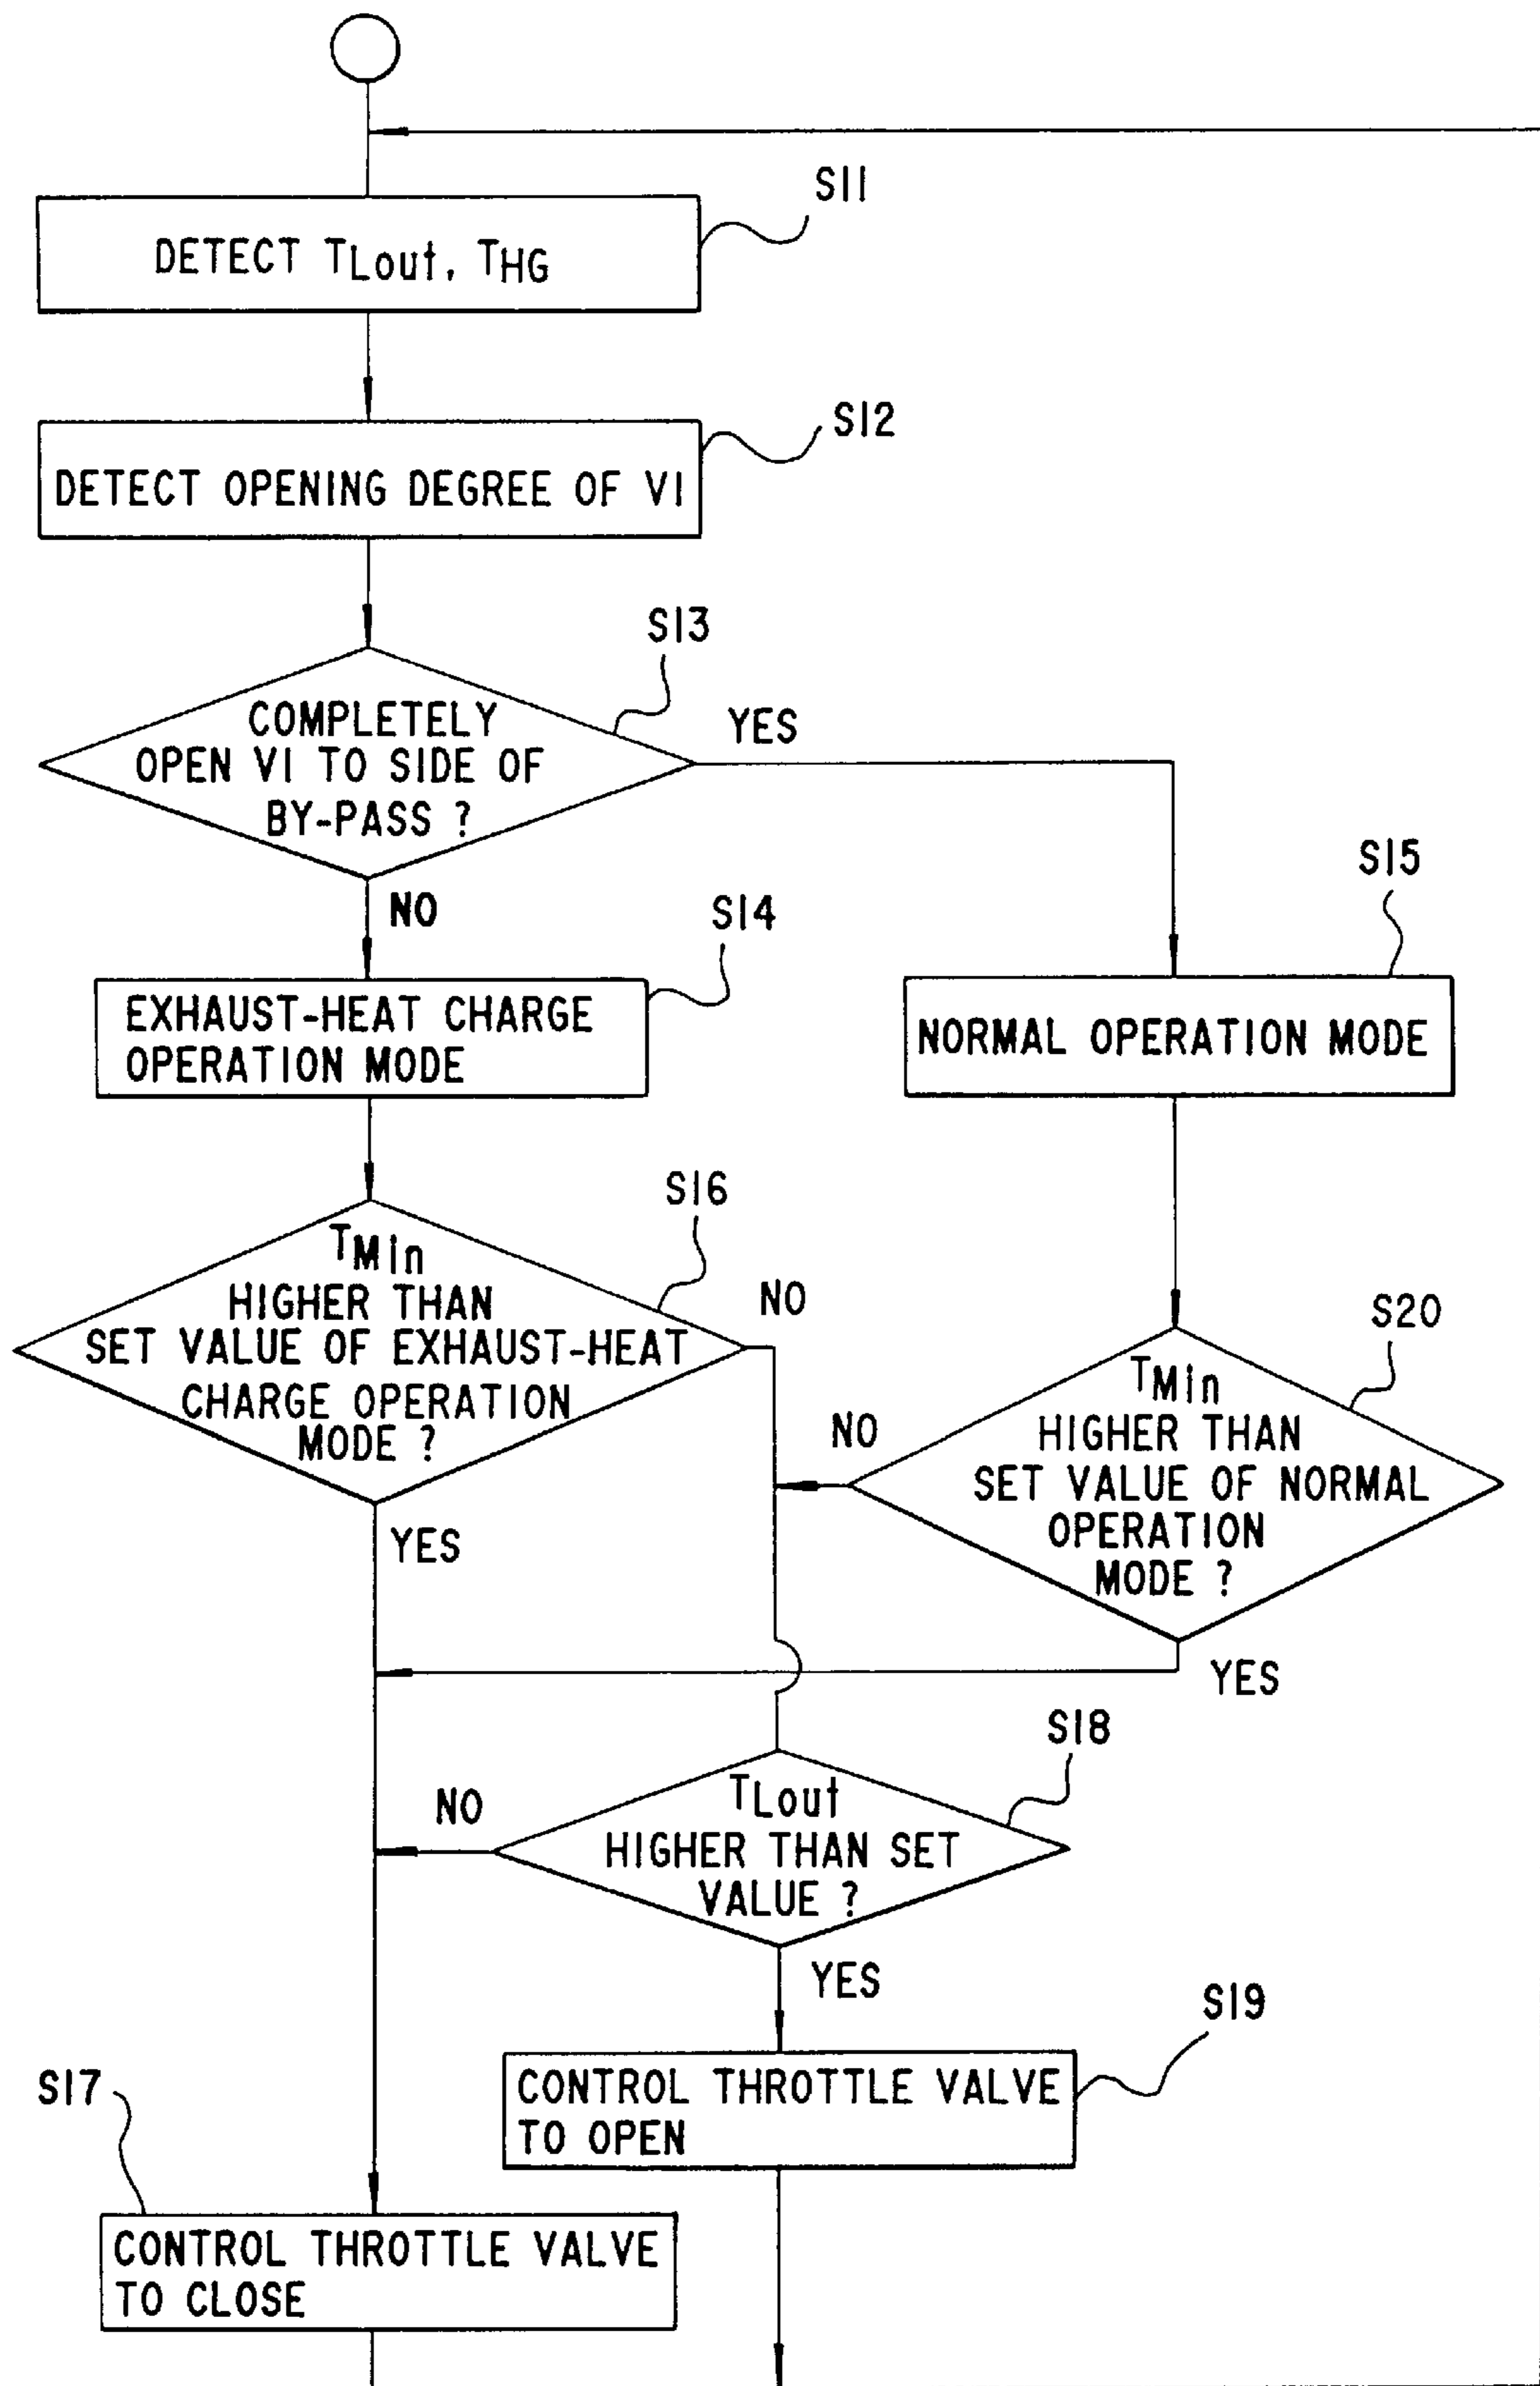 S11
DETECT TLout, THG
S12
DETECT OPENING DEGREE OF V1
S13
COMPLETELY
OPEN V1 TO SIDE OF
BY-PASS ?
YES
NO
S14
EXHAUST-HEAT CHARGE
OPERATION MODE
S15
NORMAL OPERATION MODE
S16
TMin
HIGHER THAN
SET VALUE OF EXHAUST-HEAT
CHARGE OPERATION
MODE ?
NO
YES
S20
TMin
HIGHER THAN
SET VALUE OF NORMAL
OPERATION
MODE ?
NO
YES
S18
TLout
HIGHER THAN SET
VALUE ?
NO
YES
S19
CONTROL THROTTLE VALVE
TO OPEN
S17
CONTROL THROTTLE VALVE
TO CLOSE